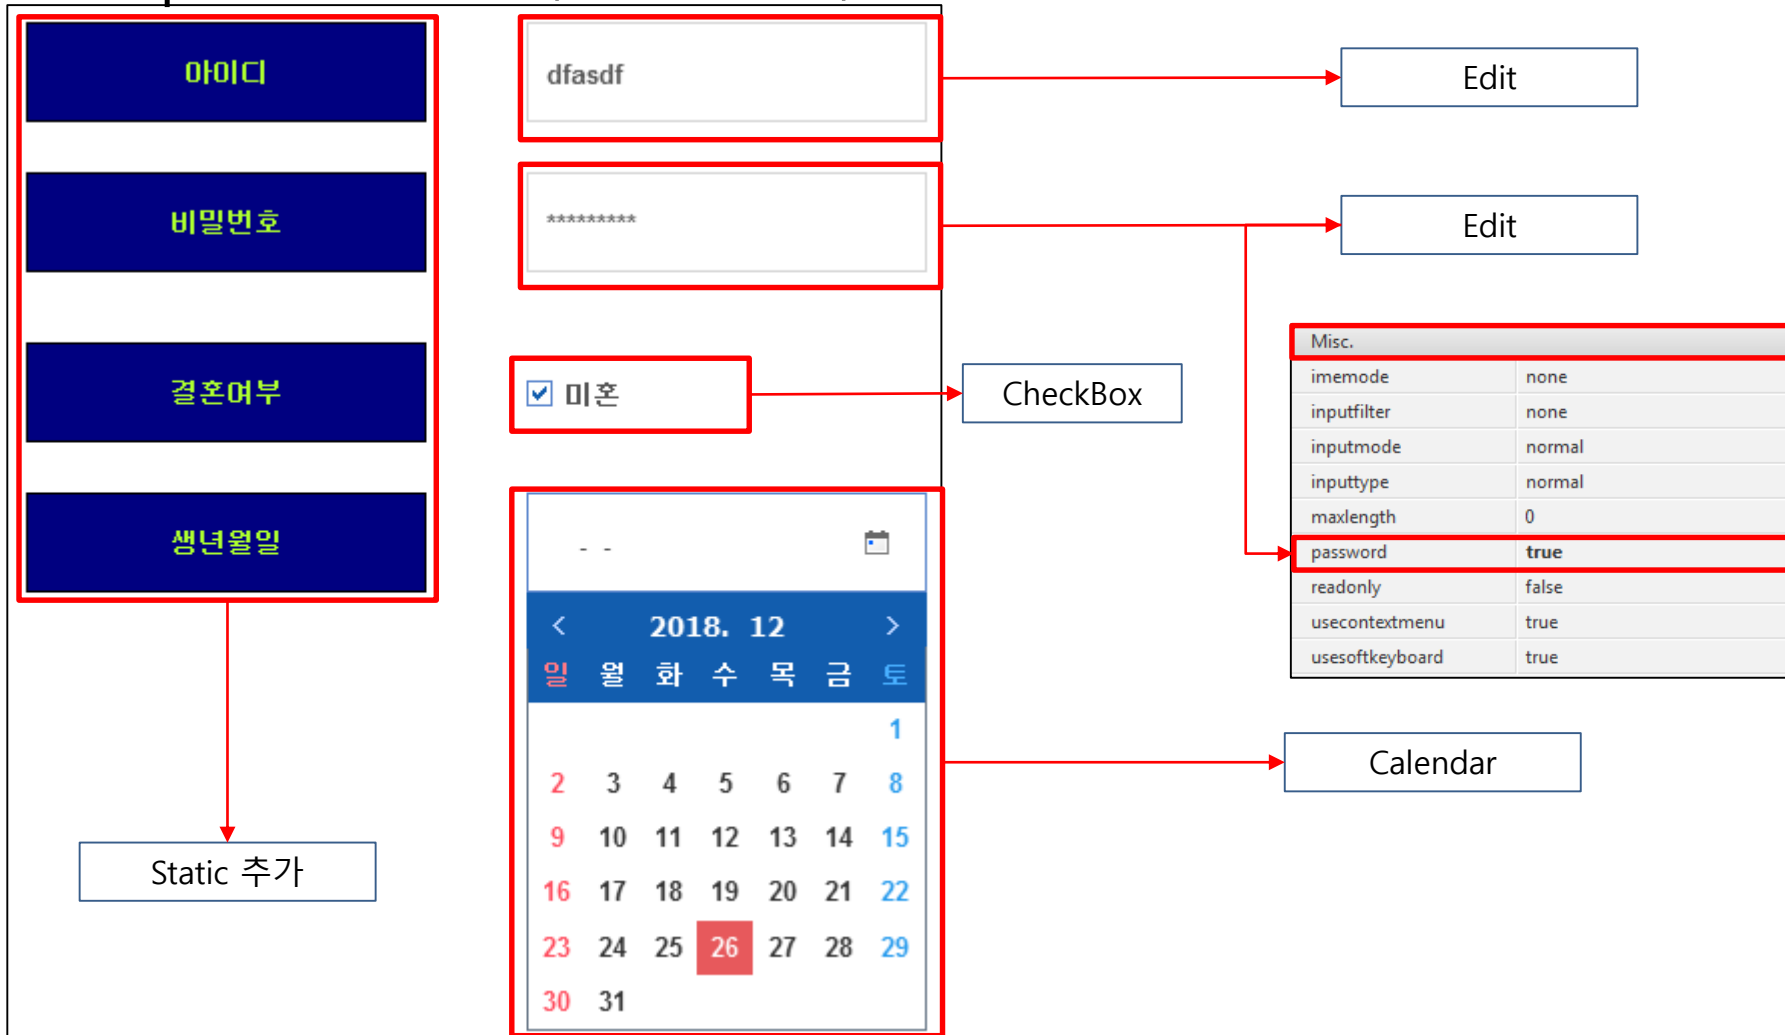 아이디
dfasdf
Edit
비밀번호
*********
Edit
Misc.
imemode none
inputfilter none
inputmode normal
inputtype normal
maxlength 0
password true
readonly false
usecontextmenu true
usesoftkeyboard true
결혼여부
미혼
CheckBox
생년월일
- -
< 2018. 12 >
일 월 화 수 목 금 토
1
2 3 4 5 6 7 8
9 10 11 12 13 14 15
16 17 18 19 20 21 22
23 24 25 26 27 28 29
30 31
Calendar
Static 추가